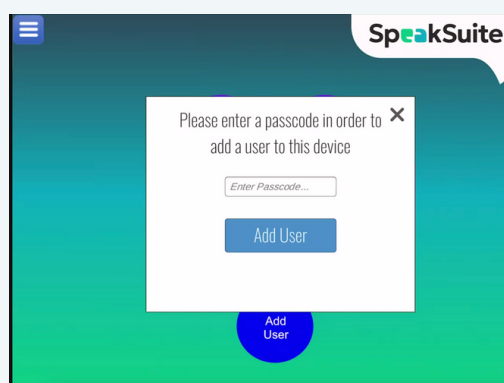 SpeakSuite
Please enter a passcode in order to
add a user to this device
Enter Passcode...
Add User
Add
User